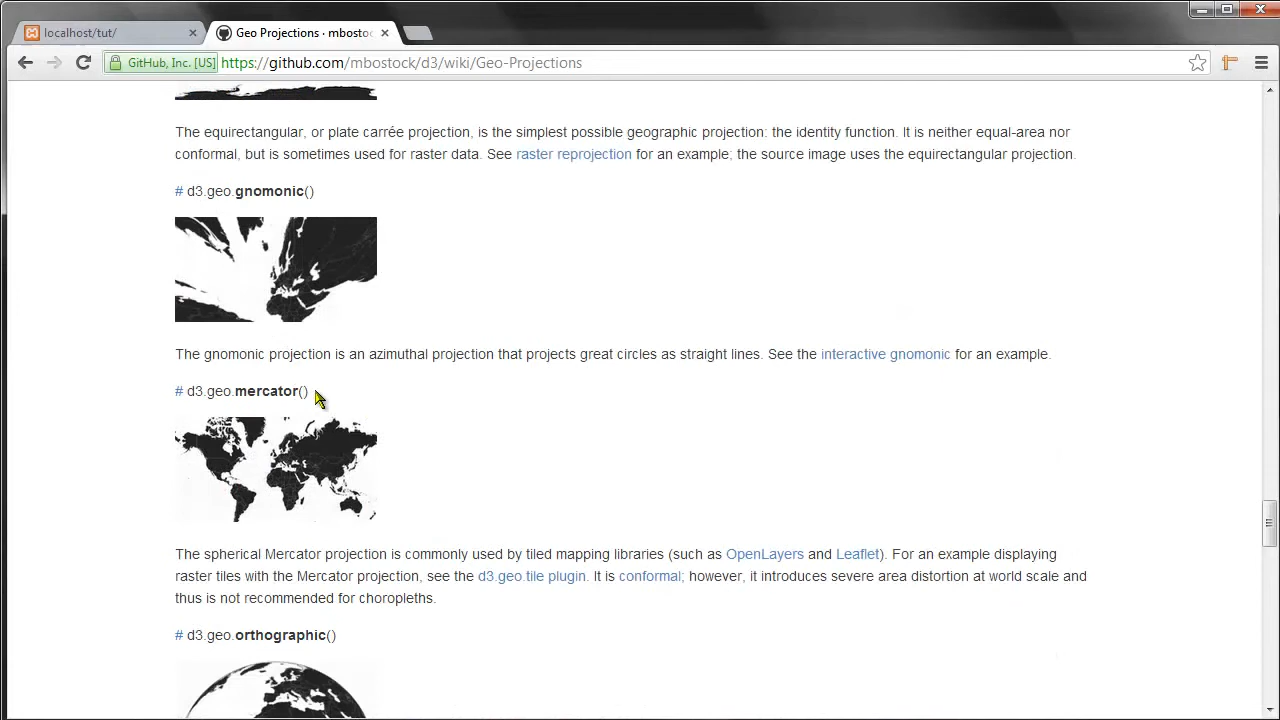 localhost/tut/
Geo Projections · mbostoc
GitHub, Inc. [US] https://github.com/mbostock/d3/wiki/Geo-Projections
The equirectangular, or plate carrée projection, is the simplest possible geographic projection: the identity function. It is neither equal-area nor
conformal, but is sometimes used for raster data. See raster reprojection for an example; the source image uses the equirectangular projection.
# d3.geo.gnomonic()
The gnomonic projection is an azimuthal projection that projects great circles as straight lines. See the interactive gnomonic for an example.
# d3.geo.mercator()
The spherical Mercator projection is commonly used by tiled mapping libraries (such as OpenLayers and Leaflet). For an example displaying
raster tiles with the Mercator projection, see the d3.geo.tile plugin. It is conformal; however, it introduces severe area distortion at world scale and
thus is not recommended for choropleths.
# d3.geo.orthographic()